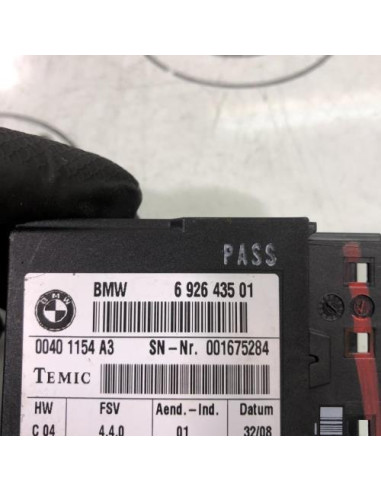 PASS
BMW
BMW 6 926 435 01
0040 1154 A3 SN-Nr. 001675284
TEMIC
HW FSV Aend.-Ind. Datum
C 04 4.4.0 01 32/08